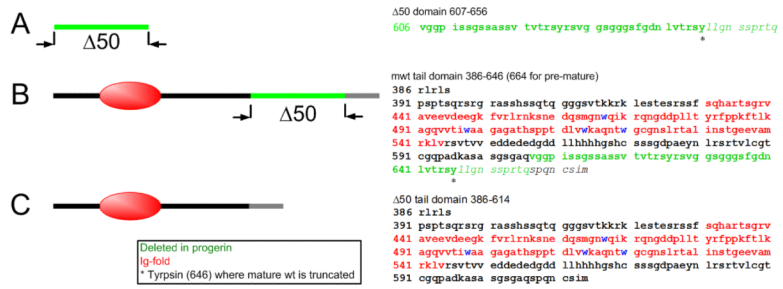 A
Δ50
Δ50 domain 607-656
606 vggp issgssassv tvtrsyrsvg gsgggsfgdn lvtrsyllgn ssprtq
*
B
Δ50
mwt tail domain 386-646 (664 for pre-mature)
386 rlrls
391 psptsqrsrg rasshssqtq gggsvtkkrk lestesrssf sqhartsgrv
441 aveevdeegk fvrlrnksne dqsmgnwqik rqngddpllt yrfppkftlk
491 agqvvtiwaa gagathsppt dlvwkaqntw gcgnslrtal instgeevam
541 rklvrsvtvv eddededgdd llhhhhgshc sssgdpaeyn lrsrtvlcgt
591 cgqpadkasa sgsgaqvggp issgssassv tvtrsyrsvg gsgggsfgdn
641 lvtrsyllgn ssprtqspqn csim
*
C
Δ50 tail domain 386-614
386 rlrls
391 psptsqrsrg rasshssqtq gggsvtkkrk lestesrssf sqhartsgrv
441 aveevdeegk fvrlrnksne dqsmgnwqik rqngddpllt yrfppkftlk
491 agqvvtiwaa gagathsppt dlvwkaqntw gcgnslrtal instgeevam
541 rklvrsvtvv eddededgdd llhhhhgshc sssgdpaeyn lrsrtvlcgt
591 cgqpadkasa sgsgaqspqn csim
Deleted in progerin
Ig-fold
* Tyrpsin (646) where mature wt is truncated